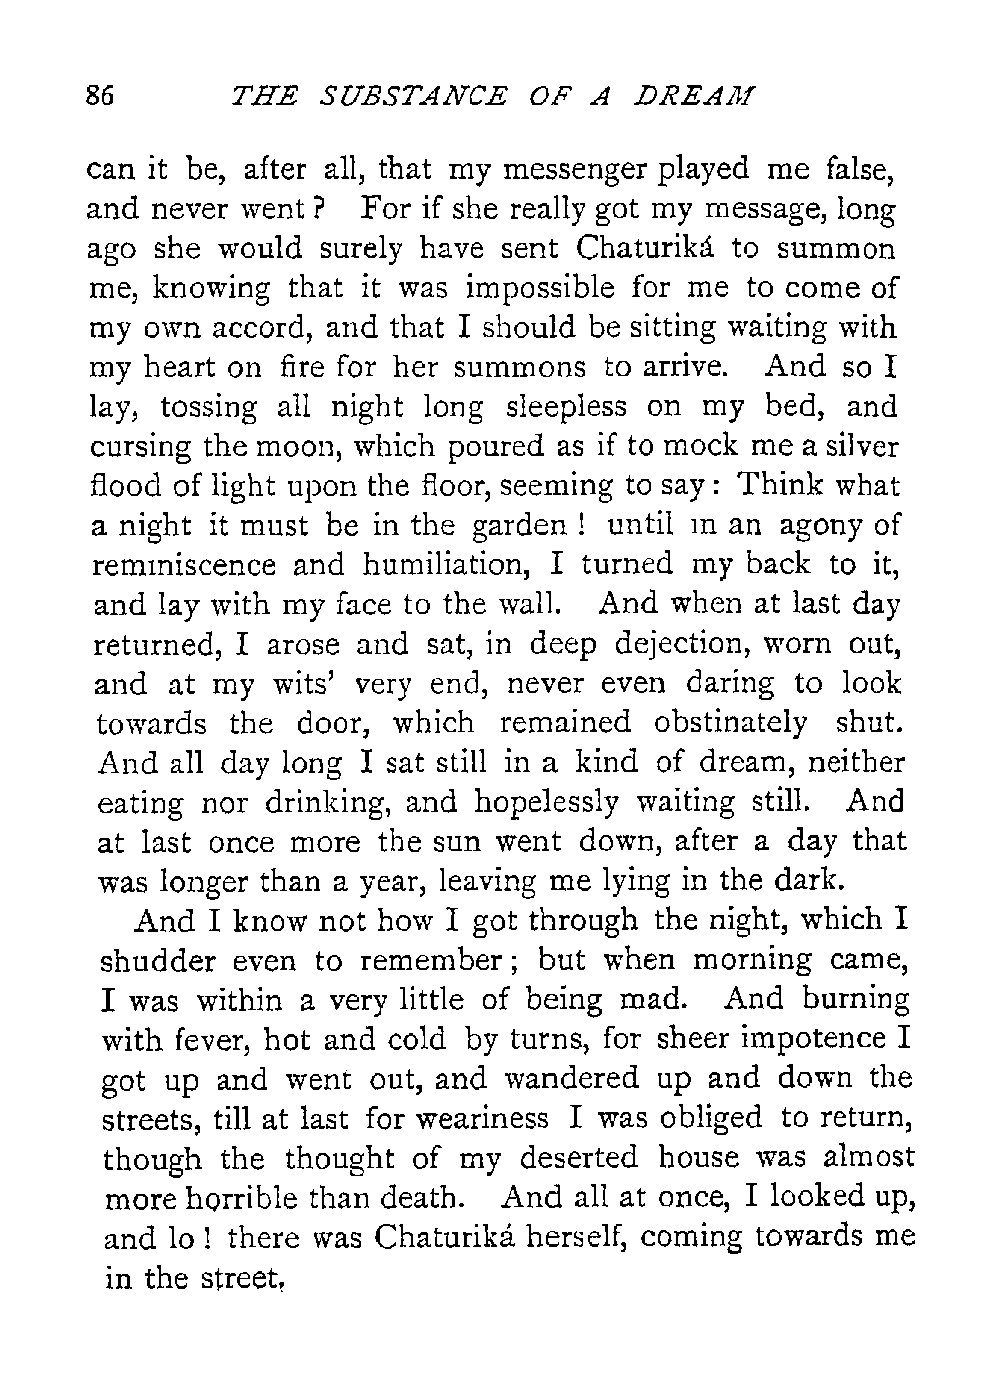 86 THE SUBSTANCE OF A DREAM
can it be, after all, that my messenger played me false,
and never went? For if she really got my message, long
ago she would surely have sent Chaturiká to summon
me, knowing that it was impossible for me to come of
my own accord, and that I should be sitting waiting with
my heart on fire for her summons to arrive. And so I
lay, tossing all night long sleepless on my bed, and
cursing the moon, which poured as if to mock me a silver
flood of light upon the floor, seeming to say: Think what
a night it must be in the garden! until in an agony of
reminiscence and humiliation, I turned my back to it,
and lay with my face to the wall. And when at last day
returned, I arose and sat, in deep dejection, worn out,
and at my wits' very end, never even daring to look
towards the door, which remained obstinately shut.
And all day long I sat still in a kind of dream, neither
eating nor drinking, and hopelessly waiting still. And
at last once more the sun went down, after a day that
was longer than a year, leaving me lying in the dark.
And I know not how I got through the night, which I
shudder even to remember; but when morning came,
I was within a very little of being mad. And burning
with fever, hot and cold by turns, for sheer impotence I
got up and went out, and wandered up and down the
streets, till at last for weariness I was obliged to return,
though the thought of my deserted house was almost
more horrible than death. And all at once, I looked up,
and lo! there was Chaturiká herself, coming towards me
in the street.